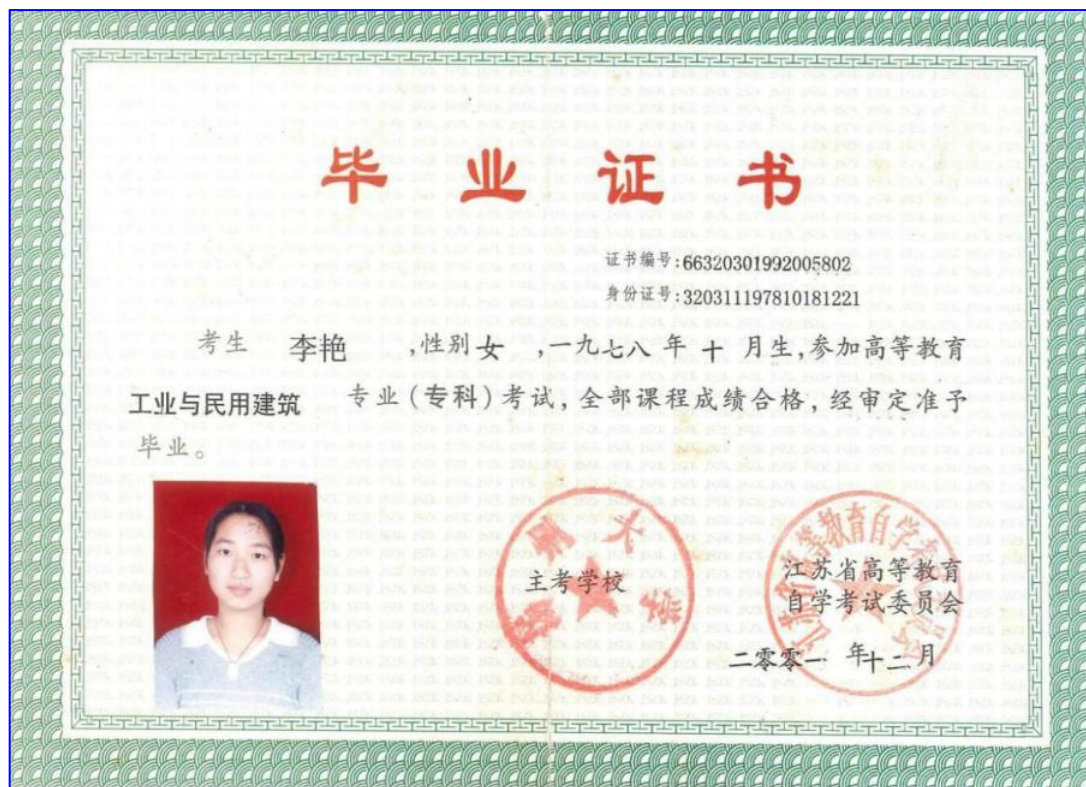 毕业证书
证书编号:66320301992005802
身份证号:320311197810181221
考生 李艳 ,性别女 ,一九七八 年 十 月生,参加高等教育
工业与民用建筑 专业(专科)考试,全部课程成绩合格,经审定准予
毕业。
主考学校
江苏省高等教育
自学考试委员会
二零零一 年十二月